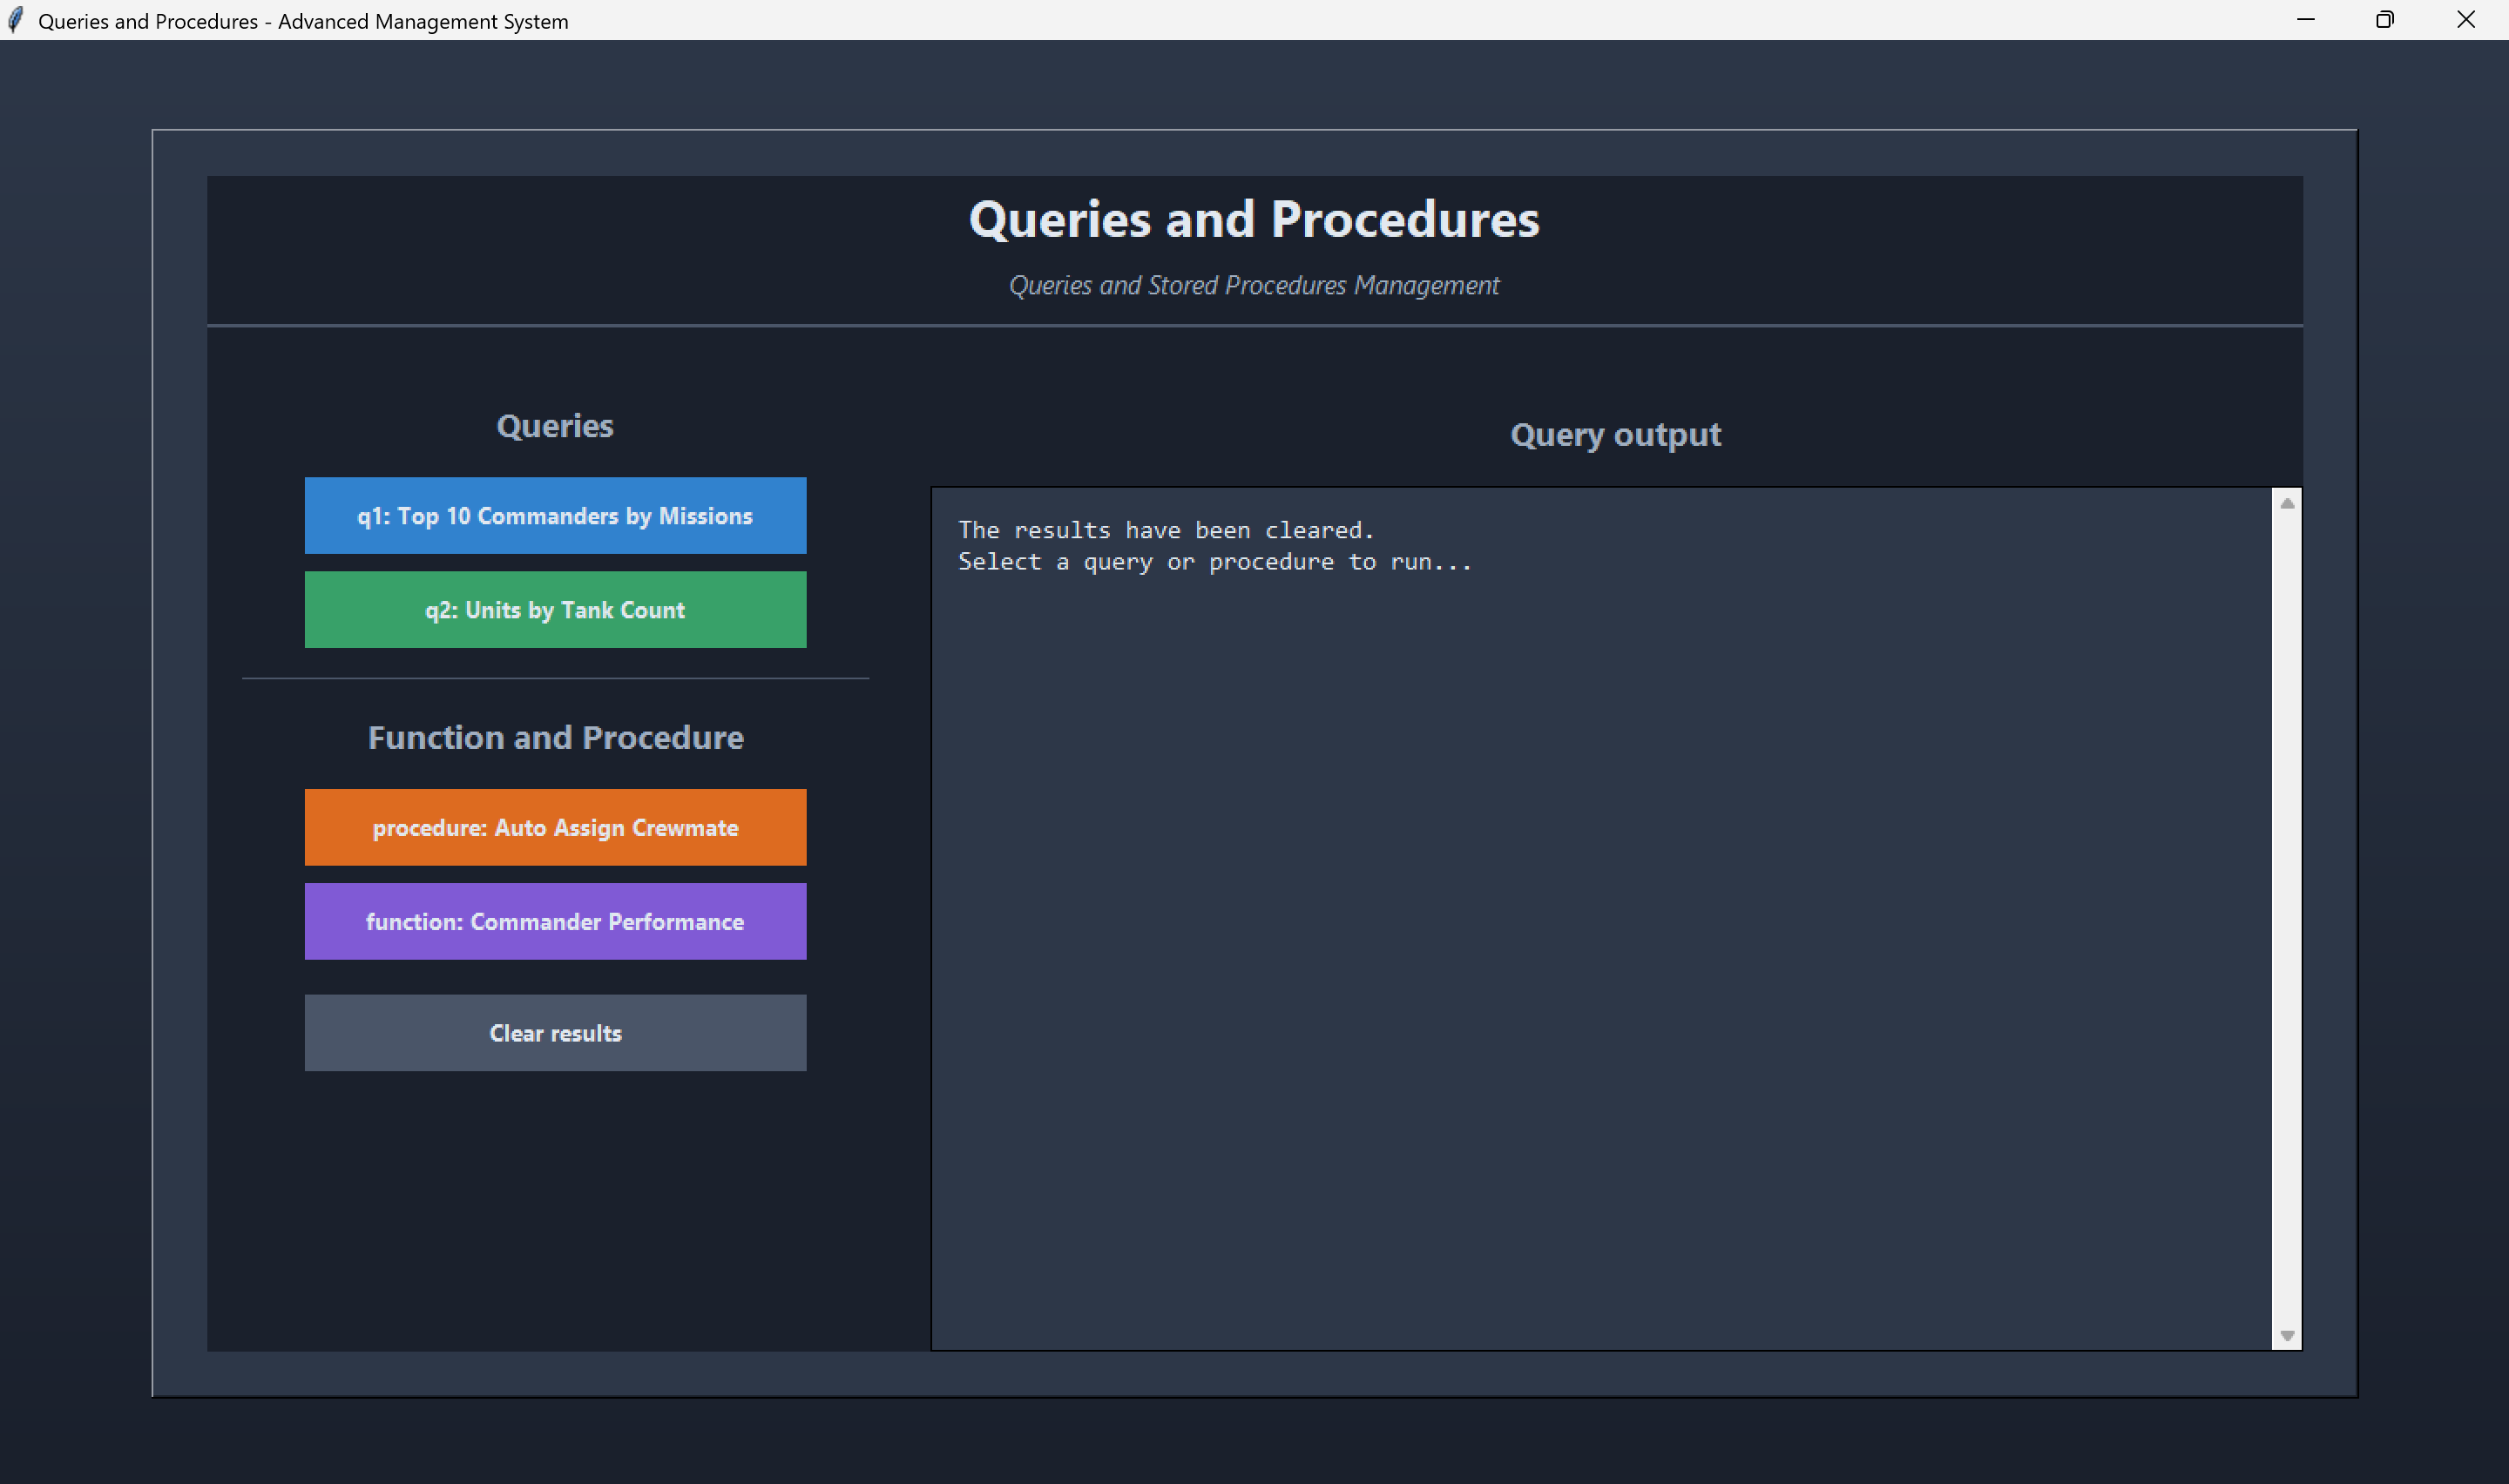 Queries and Procedures - Advanced Management System
Queries and Procedures
Queries and Stored Procedures Management
Queries
q1: Top 10 Commanders by Missions
q2: Units by Tank Count
Function and Procedure
procedure: Auto Assign Crewmate
function: Commander Performance
Clear results
Query output
The results have been cleared.
Select a query or procedure to run...